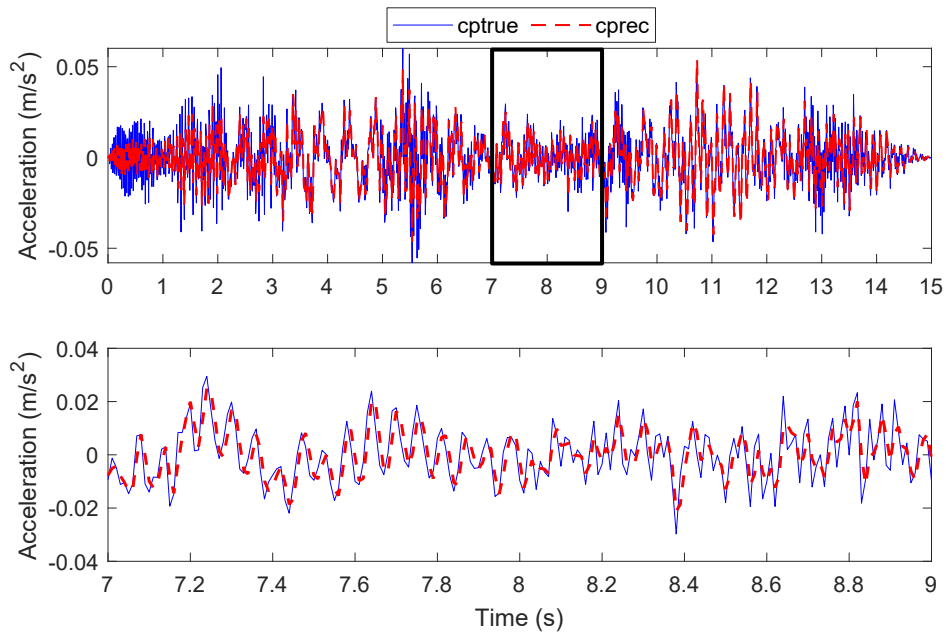 cptrue cprec
Acceleration (m/s²)
0.05
0
-0.05
0 1 2 3 4 5 6 7 8 9 10 11 12 13 14 15
Acceleration (m/s²)
0.04
0.02
0
-0.02
-0.04
7 7.2 7.4 7.6 7.8 8 8.2 8.4 8.6 8.8 9
Time (s)